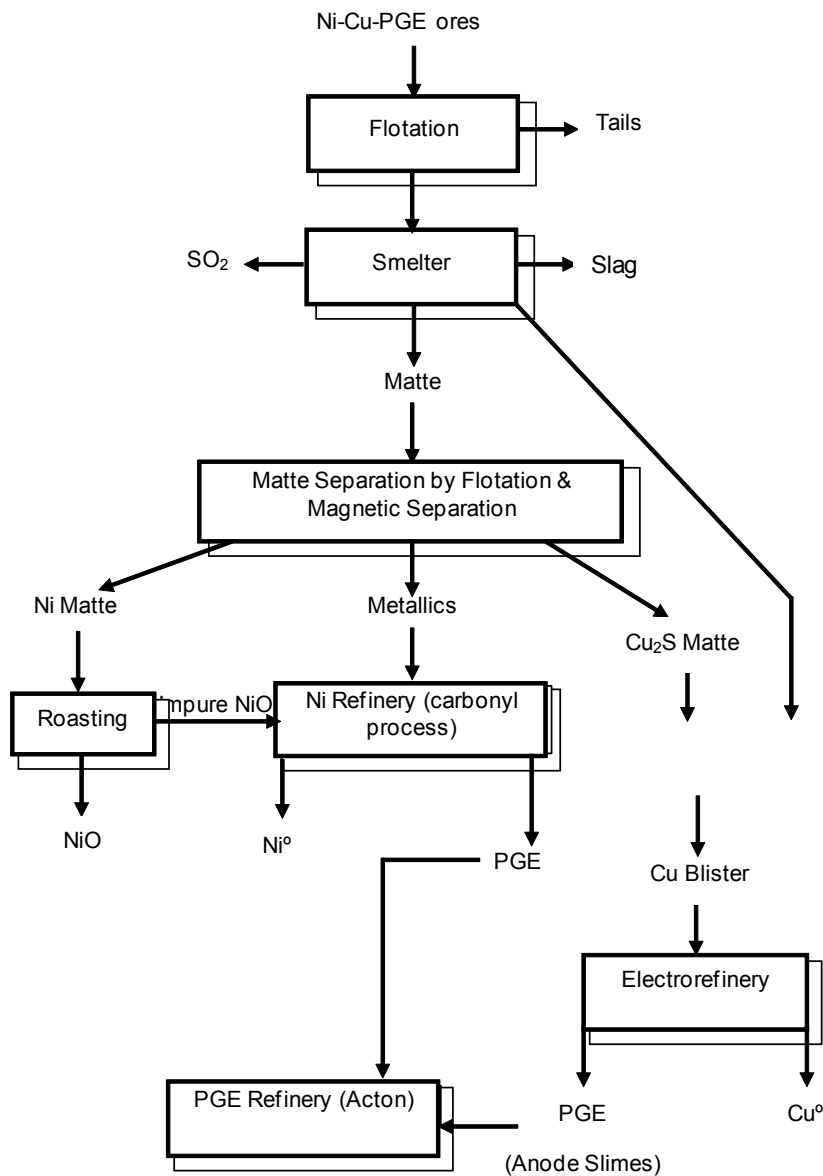 Ni-Cu-PGE ores
Flotation
Tails
SO₂
Smelter
Slag
Matte
Matte Separation by Flotation &
Magnetic Separation
Ni Matte
Metallics
Cu₂S Matte
Roasting
Impure NiO
Ni Refinery (carbonyl
process)
NiO
Niº
PGE
Cu Blister
Electrorefinery
PGE Refinery (Acton)
PGE
Cuº
(Anode Slimes)